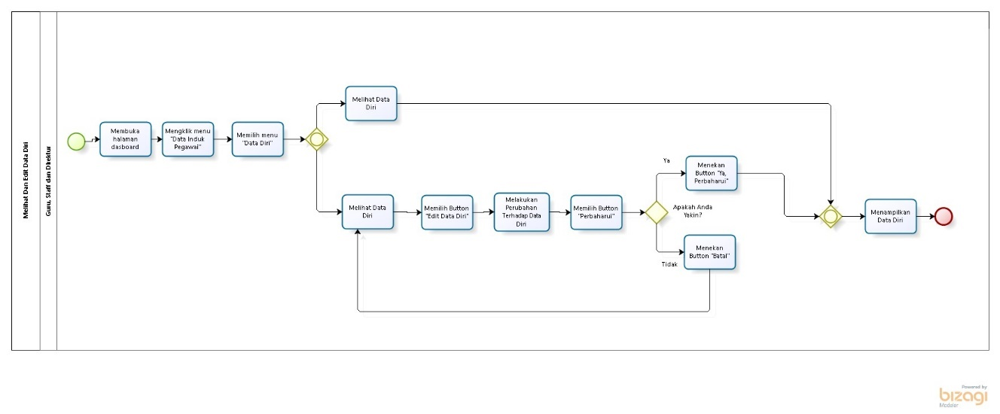 Melihat Dan Edit Data Diri
Guru, Staff dan Direktur
Membuka
halaman
dasboard
Mengklik menu
"Data Induk
Pegawai"
Memilih menu
"Data Diri"
Melihat Data
Diri
Melihat Data
Diri
Memilih Button
"Edit Data Diri"
Melakukan
Perubahan
Terhadap Data
Diri
Memilih Button
"Perbaharui"
Apakah Anda
Yakin?
Ya
Menekan
Button "Ya,
Perbaharui"
Tidak
Menekan
Button "Batal"
Menampilkan
Data Diri
Powered by
bizagi
Modeler